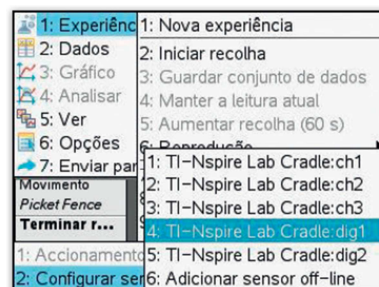 1: Experiênc
2: Dados
3: Gráfico
4: Analisar
5: Ver
6: Opções
7: Enviar par
1: Nova experiência
2: Iniciar recolha
3: Guardar conjunto de dados
4: Manter a leitura atual
5: Aumentar recolha (60 s)
6: Reprodução
Movimento
Picket Fence
Terminar r...
1: Accionamento
2: Configurar ser
1: TI-Nspire Lab Cradle:ch1
2: TI-Nspire Lab Cradle:ch2
3: TI-Nspire Lab Cradle:ch3
4: TI-Nspire Lab Cradle:dig1
5: TI-Nspire Lab Cradle:dig2
6: Adicionar sensor off-line